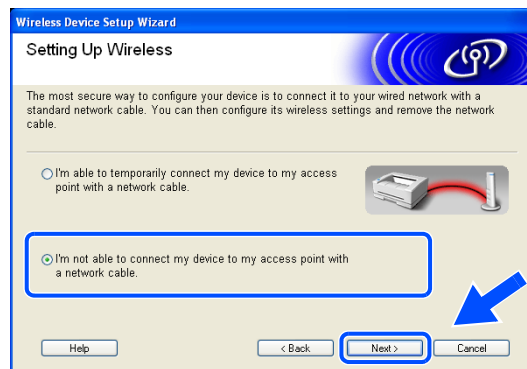 Wireless Device Setup Wizard
Setting Up Wireless
The most secure way to configure your device is to connect it to your wired network with a
standard network cable. You can then configure its wireless settings and remove the network
cable.
I'm able to temporarily connect my device to my access
point with a network cable.
I'm not able to connect my device to my access point with
a network cable.
Help
< Back
Next >
Cancel